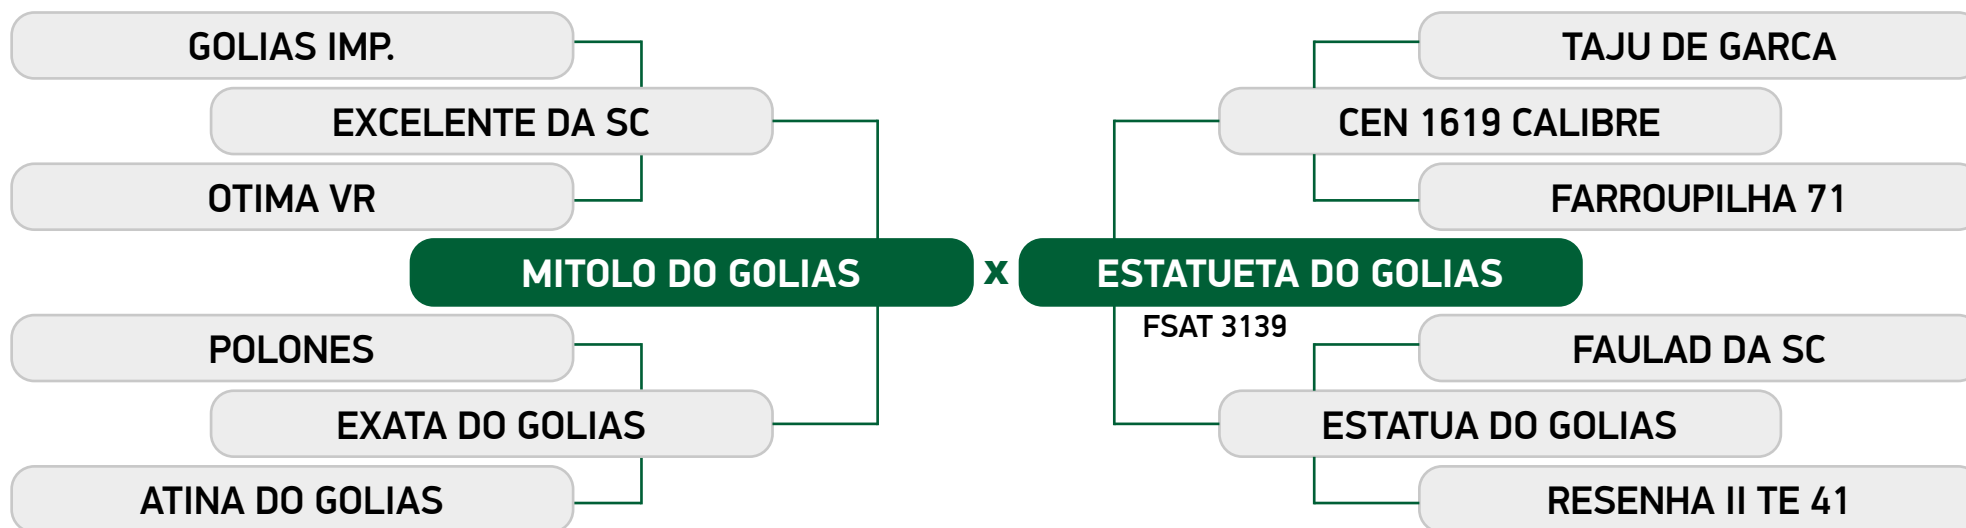 GOLIAS IMP.
TAJU DE GARCA
EXCELENTE DA SC
CEN 1619 CALIBRE
OTIMA VR
FARROUPILHA 71
MITOLO DO GOLIAS
x
ESTATUETA DO GOLIAS
FSAT 3139
POLONES
FAULAD DA SC
EXATA DO GOLIAS
ESTATUA DO GOLIAS
ATINA DO GOLIAS
RESENHA II TE 41